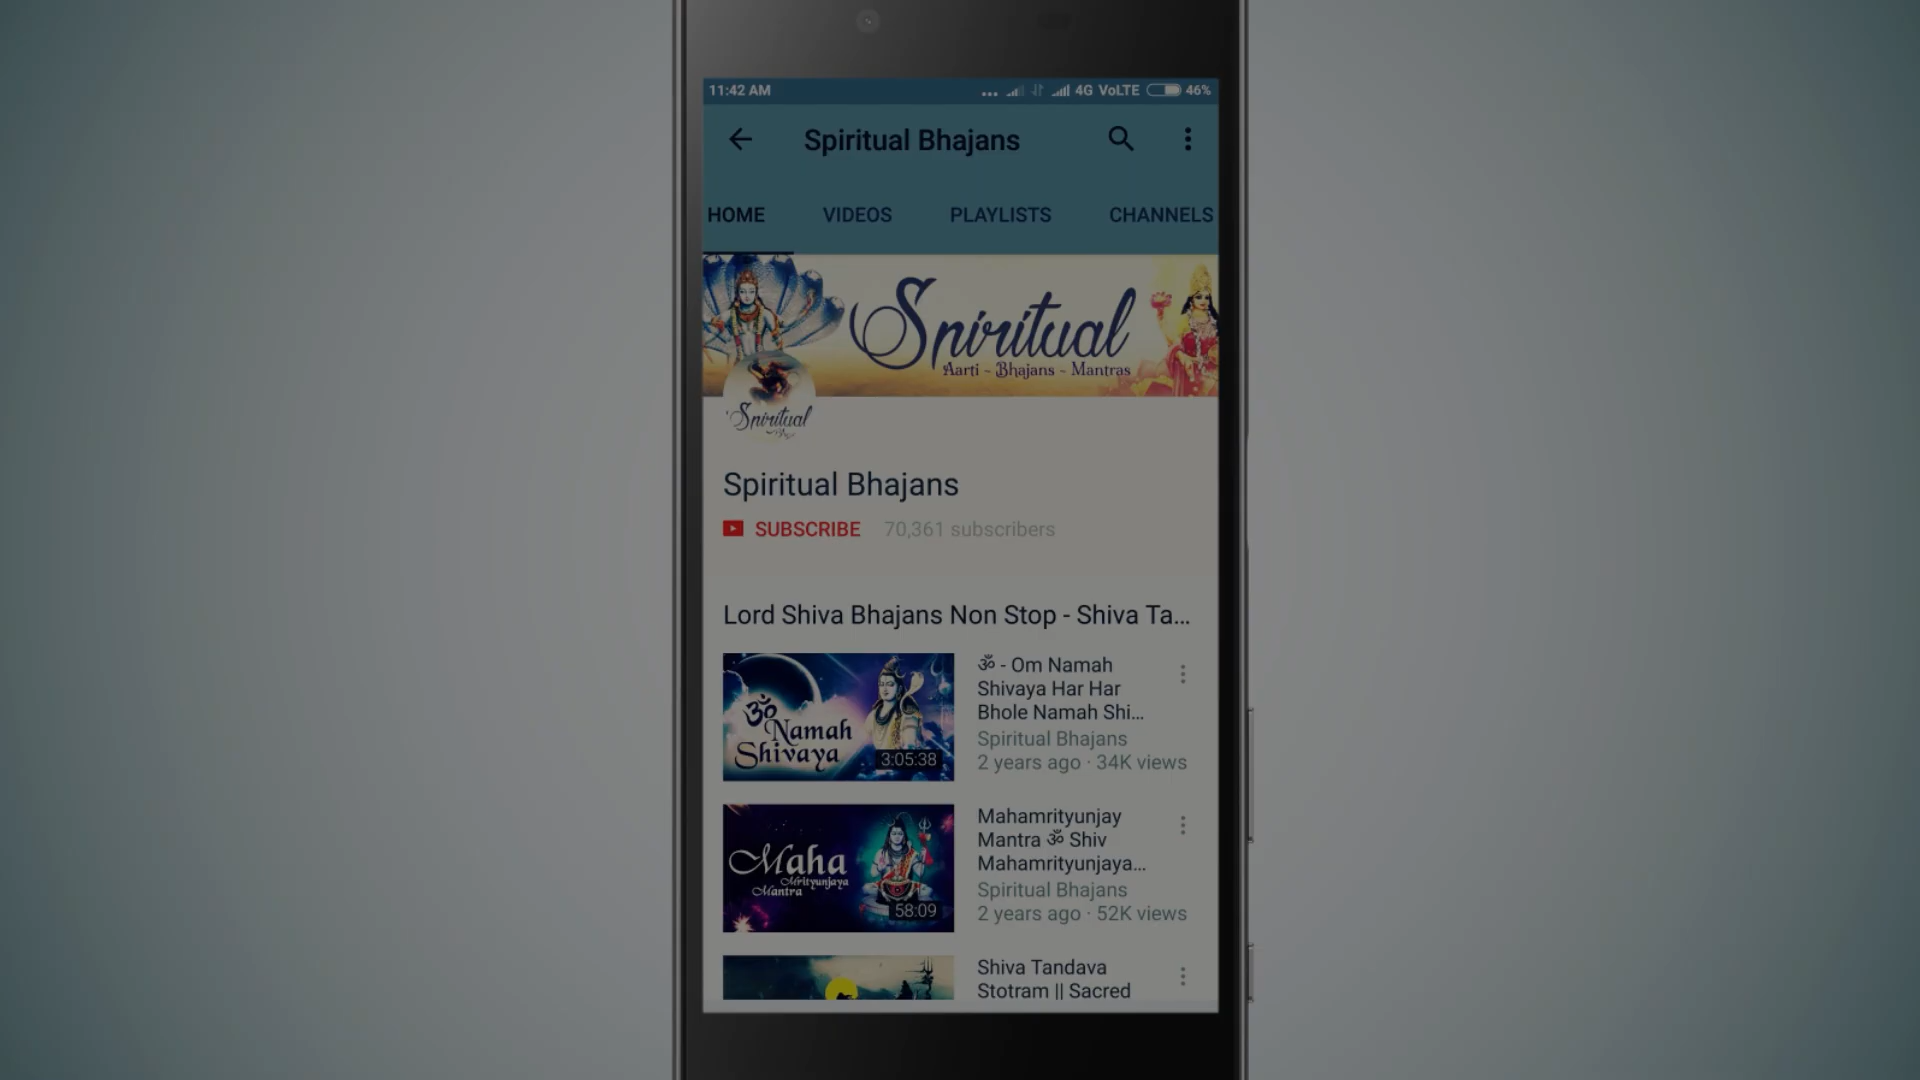 11:42 AM 4G VoLTE 46%
Spiritual Bhajans
HOME VIDEOS PLAYLISTS CHANNELS
Spiritual
Aarti ~ Bhajans ~ Mantras
Spiritual
Spiritual Bhajans
SUBSCRIBE 70,361 subscribers
Lord Shiva Bhajans Non Stop - Shiva Ta...
ॐ Namah
Shivaya
3:05:38
ॐ - Om Namah
Shivaya Har Har
Bhole Namah Shi...
Spiritual Bhajans
2 years ago · 34K views
Maha
Mrityunjaya
Mantra
58:09
Mahamrityunjay
Mantra ॐ Shiv
Mahamrityunjaya...
Spiritual Bhajans
2 years ago · 52K views
Shiva Tandava
Stotram || Sacred